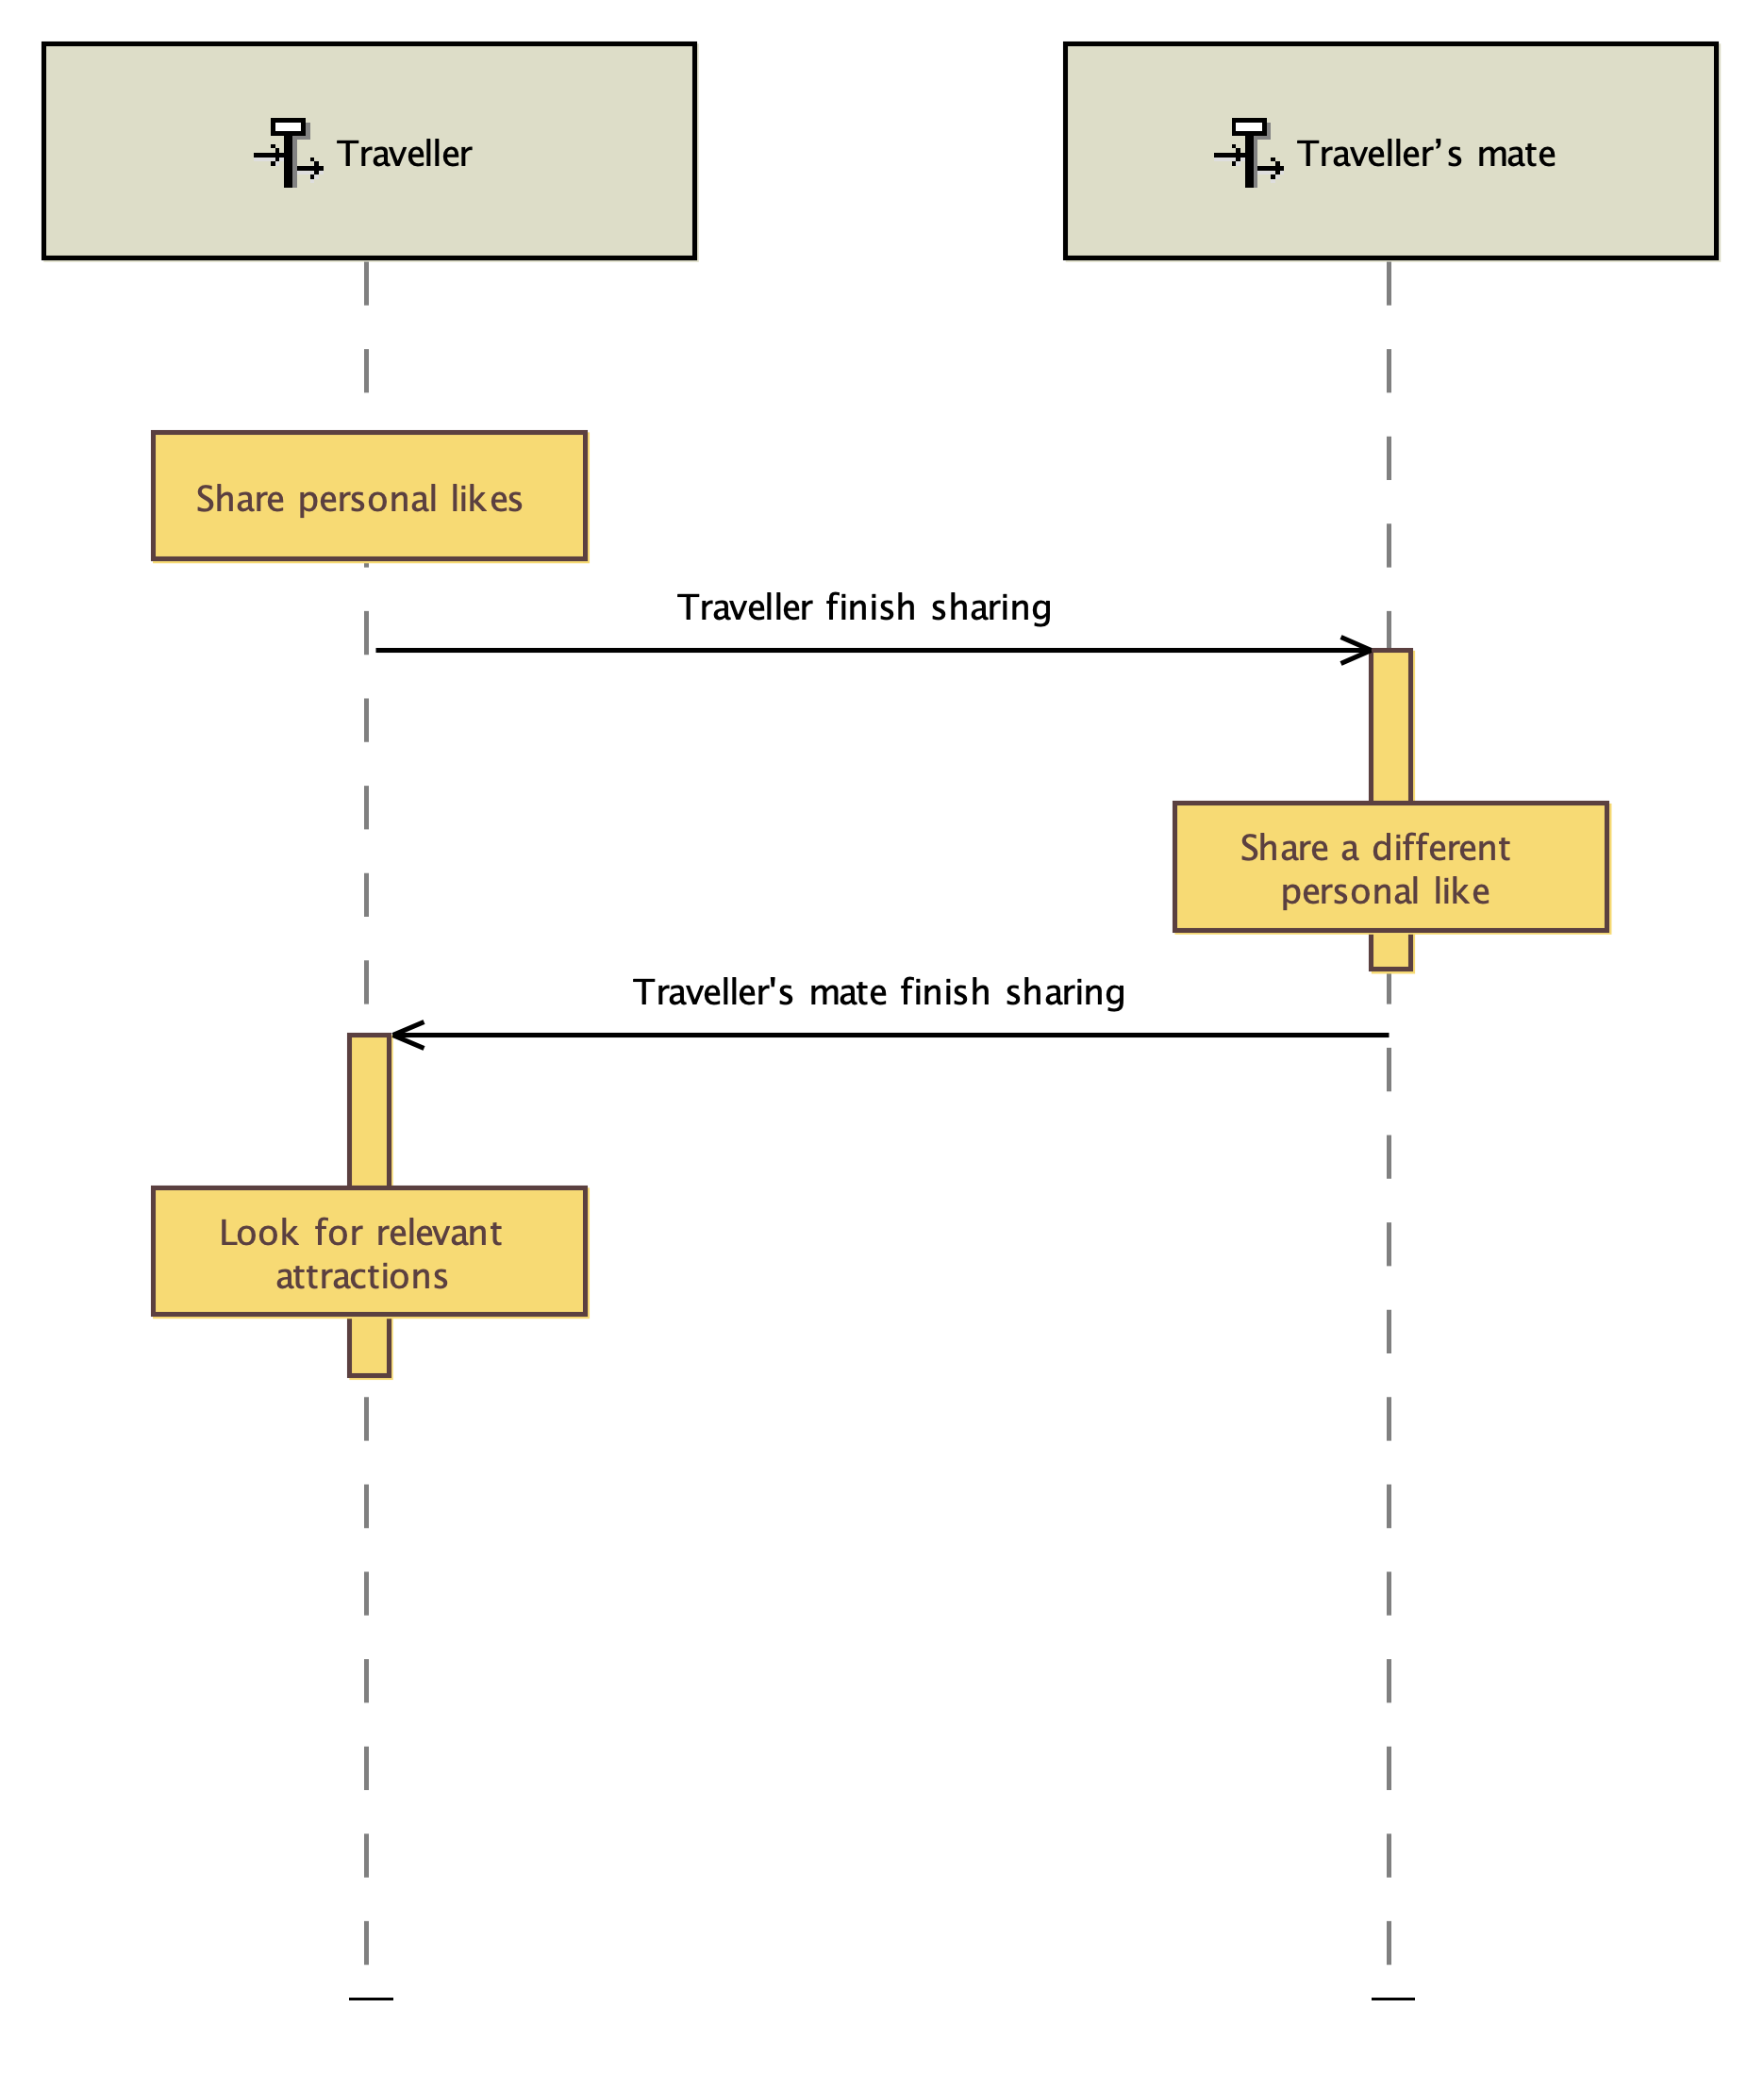 Traveller
Traveller’s mate
Share personal likes
Traveller finish sharing
Share a different
personal like
Traveller's mate finish sharing
Look for relevant
attractions